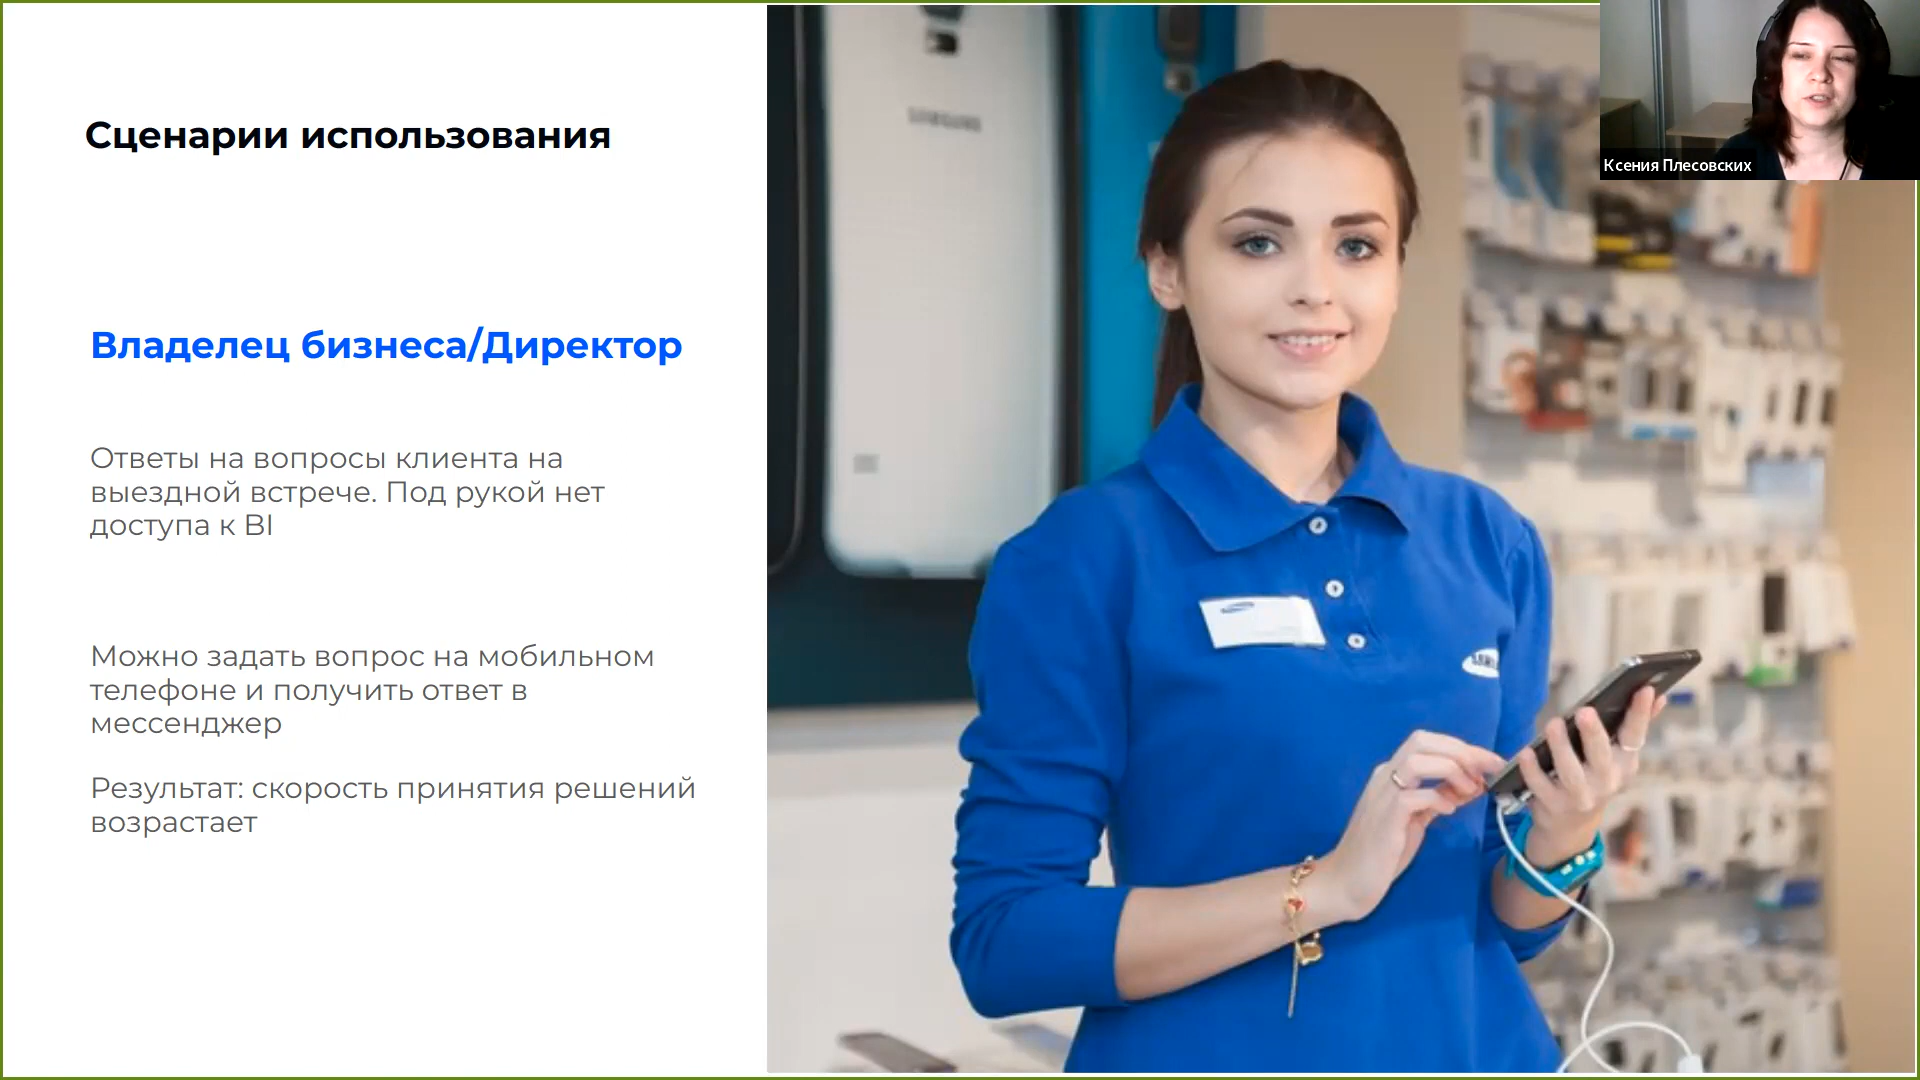 Сценарии использования
Владелец бизнеса/Директор
Ответы на вопросы клиента на
выездной встрече. Под рукой нет
доступа к BI
Можно задать вопрос на мобильном
телефоне и получить ответ в
мессенджер
Результат: скорость принятия решений
возрастает
SAMSUNG
Ксения Плесовских